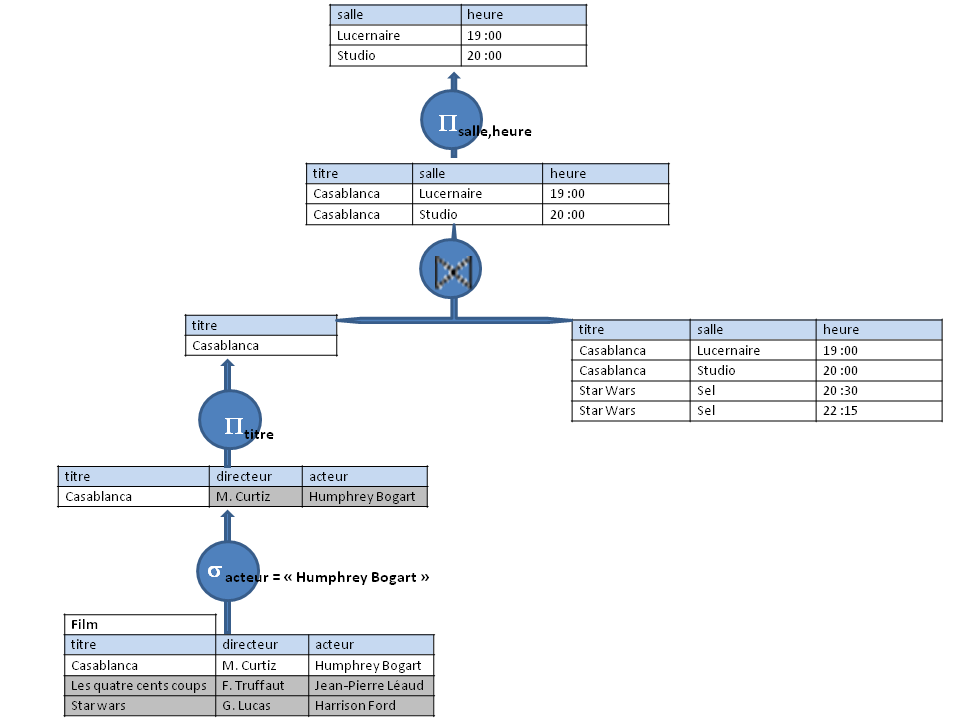 salle heure
Lucernaire 19 :00
Studio 20 :00
Π salle,heure
titre salle heure
Casablanca Lucernaire 19 :00
Casablanca Studio 20 :00
⋈
titre
Casablanca
titre salle heure
Casablanca Lucernaire 19 :00
Casablanca Studio 20 :00
Star Wars Sel 20 :30
Star Wars Sel 22 :15
Π titre
titre directeur acteur
Casablanca M. Curtiz Humphrey Bogart
σ acteur = « Humphrey Bogart »
Film
titre directeur acteur
Casablanca M. Curtiz Humphrey Bogart
Les quatre cents coups F. Truffaut Jean-Pierre Léaud
Star wars G. Lucas Harrison Ford